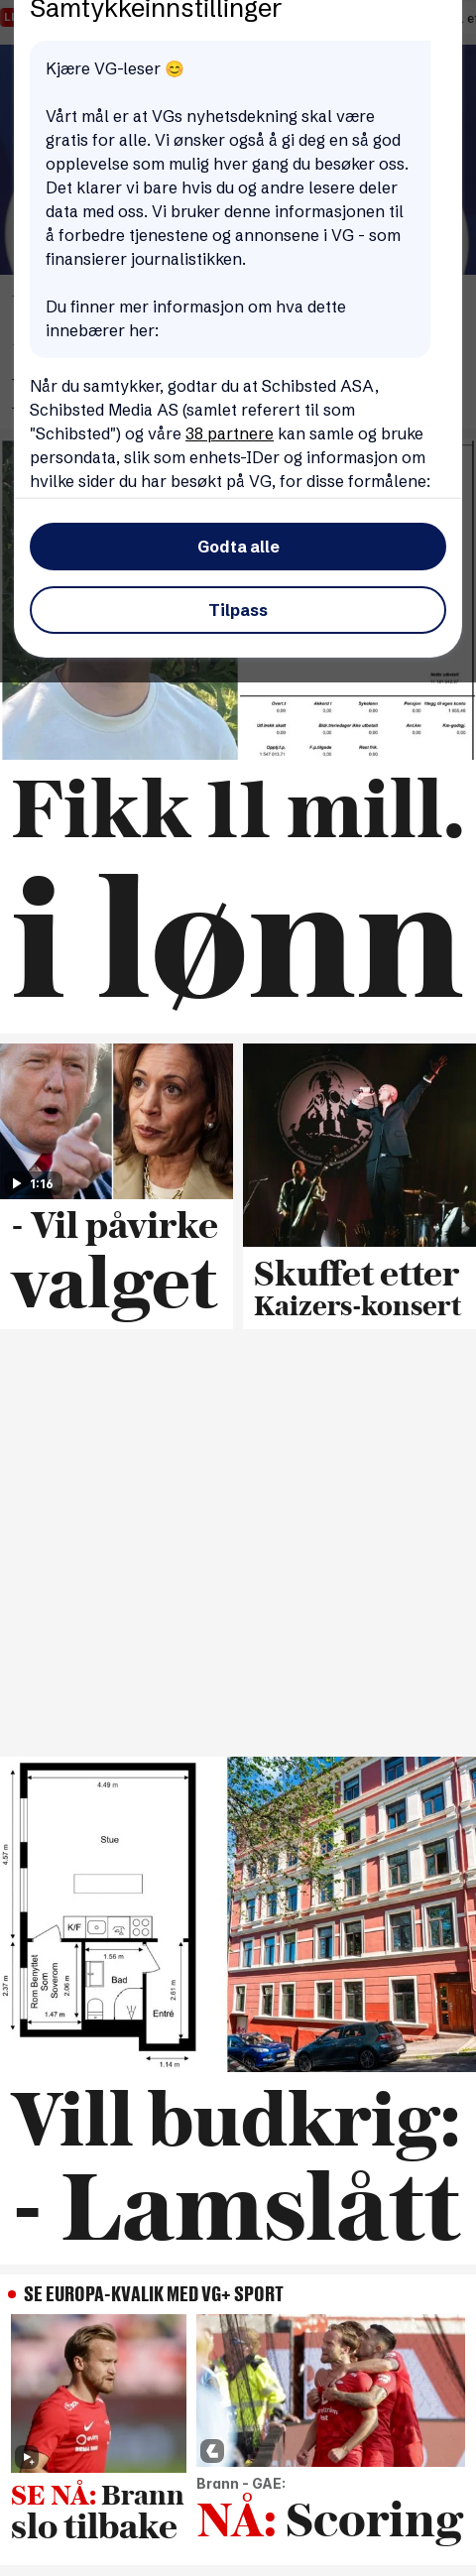 Samtykkeinnstillinger
Kjære VG-leser 😊
Vårt mål er at VGs nyhetsdekning skal være
gratis for alle. Vi ønsker også å gi deg en så god
opplevelse som mulig hver gang du besøker oss.
Det klarer vi bare hvis du og andre lesere deler
data med oss. Vi bruker denne informasjonen til
å forbedre tjenestene og annonsene i VG - som
finansierer journalistikken.
Du finner mer informasjon om hva dette
innebærer her:
Når du samtykker, godtar du at Schibsted ASA,
Schibsted Media AS (samlet referert til som
"Schibsted") og våre 38 partnere kan samle og bruke
persondata, slik som enhets-IDer og informasjon om
hvilke sider du har besøkt på VG, for disse formålene:
Godta alle
Tilpass
Fikk 11 mill.
i lønn
1:16
- Vil påvirke
valget
Skuffet etter
Kaizers-konsert
4.49 m
4.57 m
Stue
K/F
1.56 m
Bad
2.37 m
Rom Benyttet
Som
Soverom
2.06 m
1.47 m
2.61 m
Entré
1.14 m
Vill budkrig:
- Lamslått
SE EUROPA-KVALIK MED VG+ SPORT
SE NÅ: Brann
slo tilbake
Brann - GAE:
NÅ: Scoring